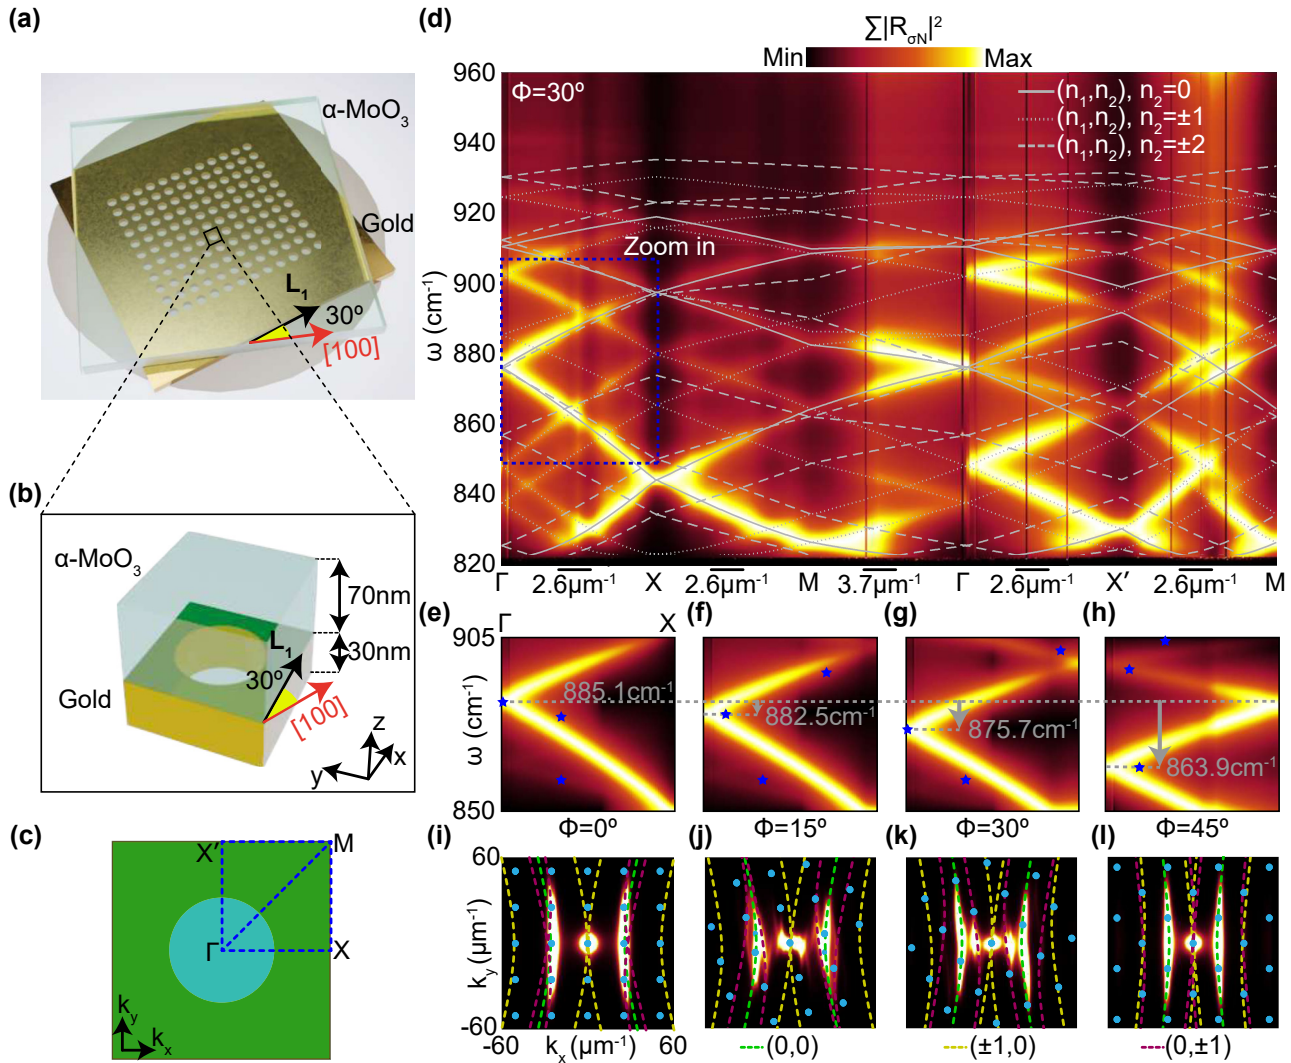 (a)
α-MoO3
Gold
L1
30º
[100]
(b)
α-MoO3
70nm
30nm
L1
30º
Gold
[100]
z
x
y
(c)
X′
M
Γ
X
ky
kx
(d)
∑|RσN|²
Min
Max
Φ=30º
(n1,n2), n2=0
(n1,n2), n2=±1
(n1,n2), n2=±2
Zoom in
960
940
920
900
880
860
840
820
ω (cm⁻¹)
Γ
2.6μm⁻¹
X
2.6μm⁻¹
M
3.7μm⁻¹
Γ
2.6μm⁻¹
X′
2.6μm⁻¹
M
(e)
Γ
X
(f)
(g)
(h)
905
850
ω (cm⁻¹)
885.1cm⁻¹
882.5cm⁻¹
875.7cm⁻¹
863.9cm⁻¹
Φ=0º
Φ=15º
Φ=30º
Φ=45º
(i)
(j)
(k)
(l)
60
ky (μm⁻¹)
-60
-60
kx (μm⁻¹)
60
(0,0)
(±1,0)
(0,±1)